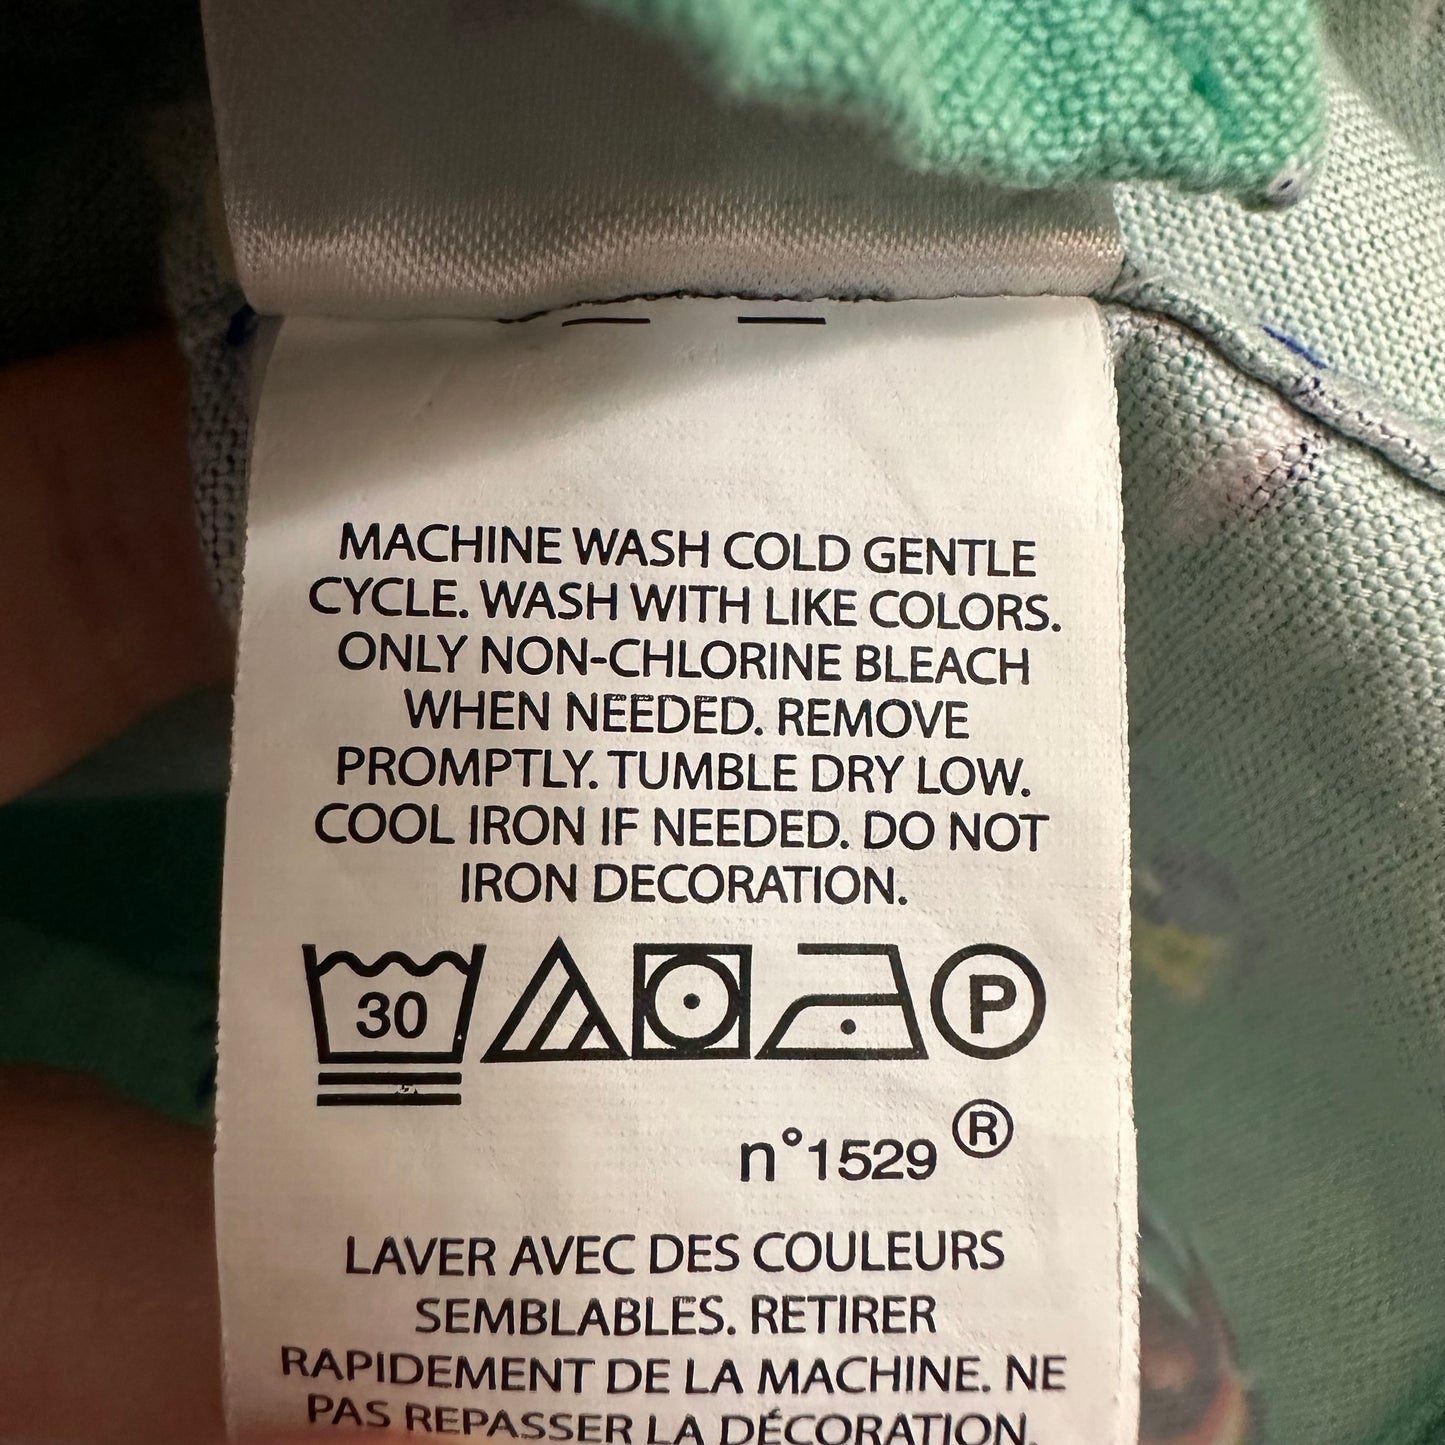 MACHINE WASH COLD GENTLE
CYCLE. WASH WITH LIKE COLORS.
ONLY NON-CHLORINE BLEACH
WHEN NEEDED. REMOVE
PROMPTLY. TUMBLE DRY LOW.
COOL IRON IF NEEDED. DO NOT
IRON DECORATION.
30 P
n°1529 ®
LAVER AVEC DES COULEURS
SEMBLABLES. RETIRER
RAPIDEMENT DE LA MACHINE. NE
PAS REPASSER LA DÉCORATION.